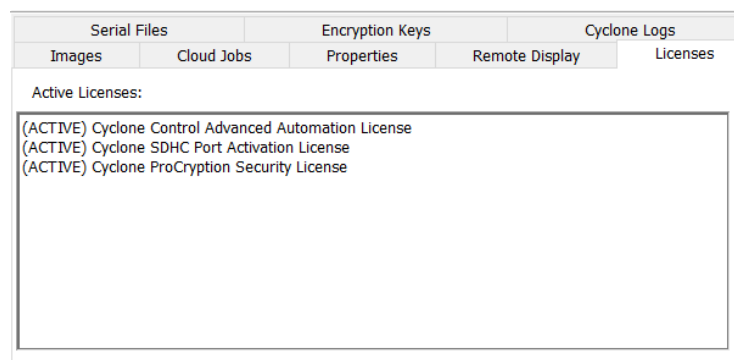 Serial Files Encryption Keys Cyclone Logs
Images Cloud Jobs Properties Remote Display Licenses
Active Licenses:
(ACTIVE) Cyclone Control Advanced Automation License
(ACTIVE) Cyclone SDHC Port Activation License
(ACTIVE) Cyclone ProCryption Security License